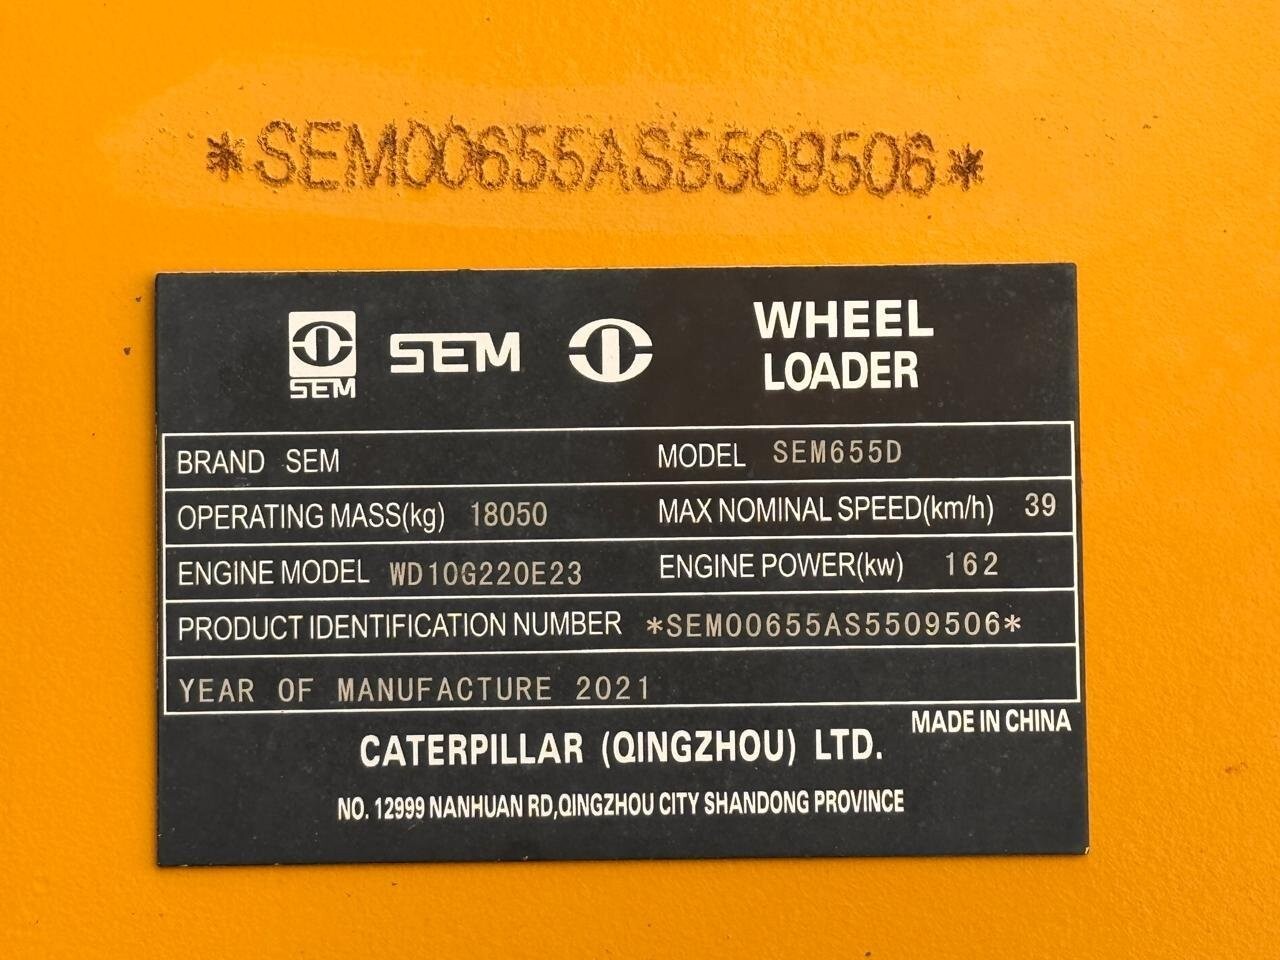 *SEM00655AS5509506*
SEM
SEM
WHEEL
LOADER
BRAND SEM
MODEL SEM655D
OPERATING MASS(kg) 18050
MAX NOMINAL SPEED(km/h) 39
ENGINE MODEL WD10G220E23
ENGINE POWER(kw) 162
PRODUCT IDENTIFICATION NUMBER *SEM00655AS5509506*
YEAR OF MANUFACTURE 2021
MADE IN CHINA
CATERPILLAR (QINGZHOU) LTD.
NO. 12999 NANHUAN RD,QINGZHOU CITY SHANDONG PROVINCE